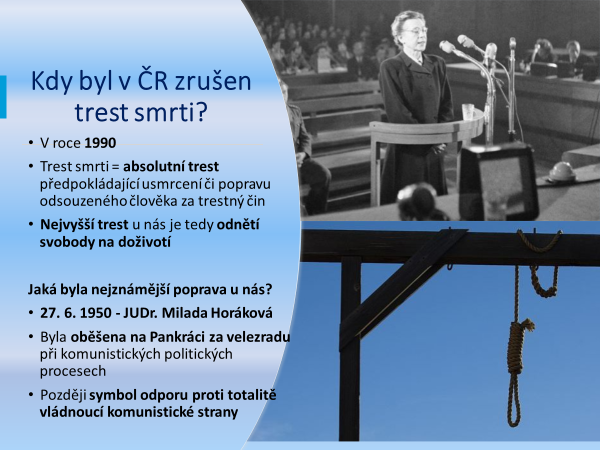 Kdy byl v ČR zrušen
trest smrti?
• V roce 1990
• Trest smrti = absolutní trest
předpokládající usmrcení či popravu
odsouzeného člověka za trestný čin
• Nejvyšší trest u nás je tedy odnětí
svobody na doživotí
Jaká byla nejznámější poprava u nás?
• 27. 6. 1950 - JUDr. Milada Horáková
• Byla oběšena na Pankráci za velezradu
při komunistických politických
procesech
• Později symbol odporu proti totalitě
vládnoucí komunistické strany